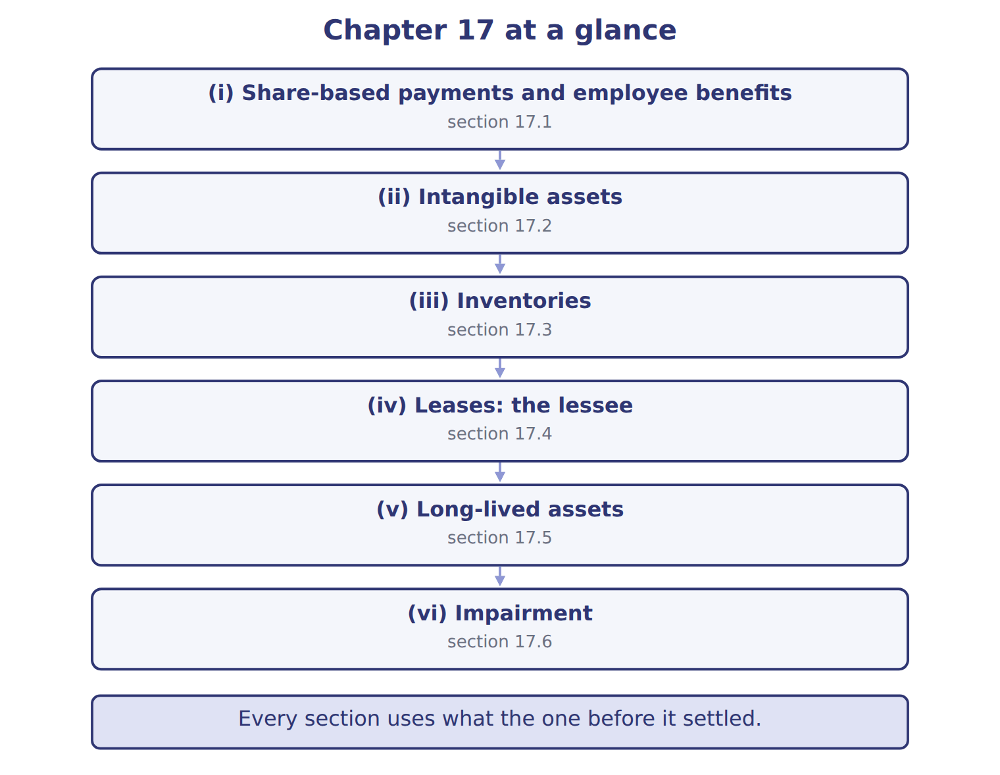 Chapter 17 at a glance
(i) Share-based payments and employee benefits
section 17.1
(ii) Intangible assets
section 17.2
(iii) Inventories
section 17.3
(iv) Leases: the lessee
section 17.4
(v) Long-lived assets
section 17.5
(vi) Impairment
section 17.6
Every section uses what the one before it settled.